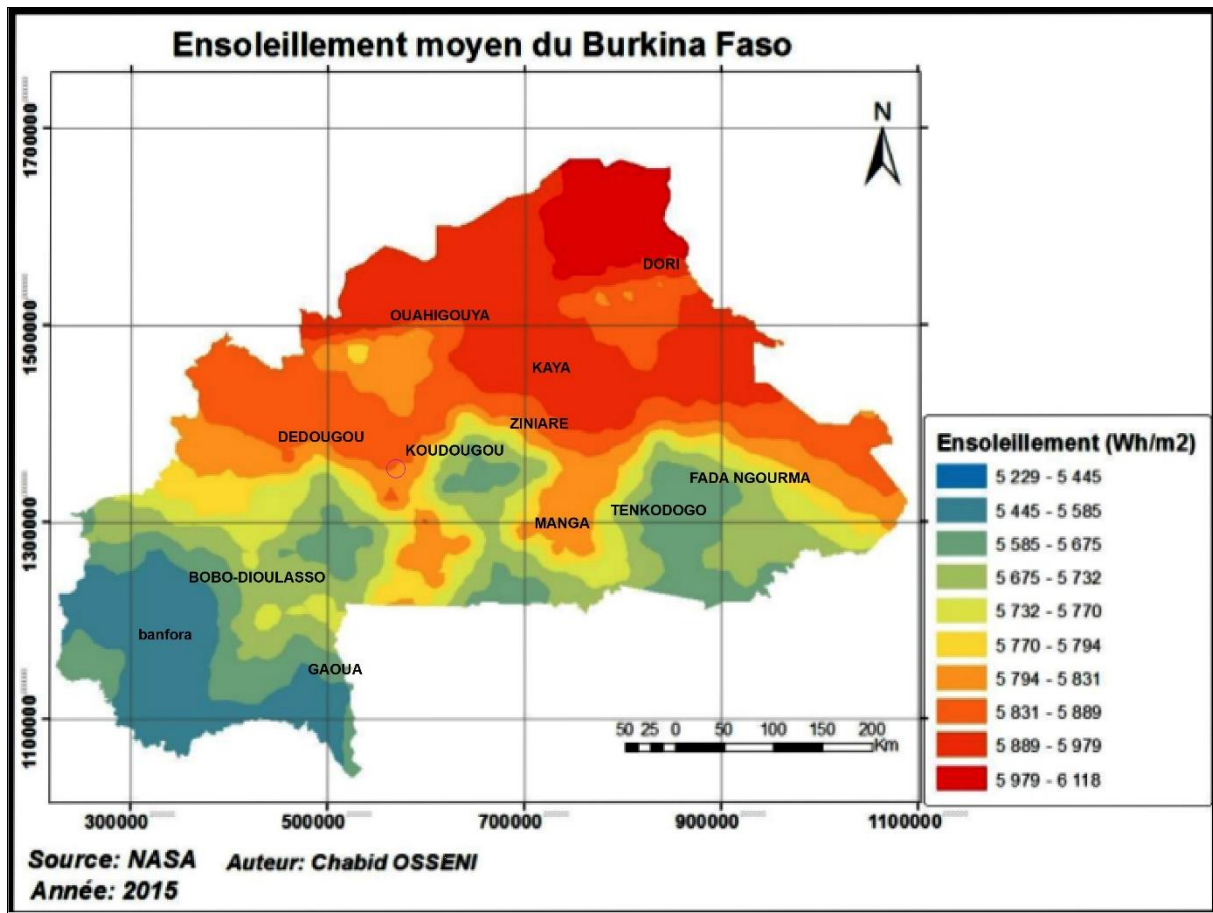 Ensoleillement moyen du Burkina Faso
N
1700000
1500000
1300000
1100000
DORI
OUAHIGOUYA
KAYA
ZINIARE
DEDOUGOU
KOUDOUGOU
FADA NGOURMA
TENKODOGO
MANGA
BOBO-DIOULASSO
banfora
GAOUA
50 25 0 50 100 150 200
Km
300000 500000 700000 900000 1100000
Ensoleillement (Wh/m2)
5 229 - 5 445
5 445 - 5 585
5 585 - 5 675
5 675 - 5 732
5 732 - 5 770
5 770 - 5 794
5 794 - 5 831
5 831 - 5 889
5 889 - 5 979
5 979 - 6 118
Source: NASA Auteur: Chabid OSSENI
Année: 2015